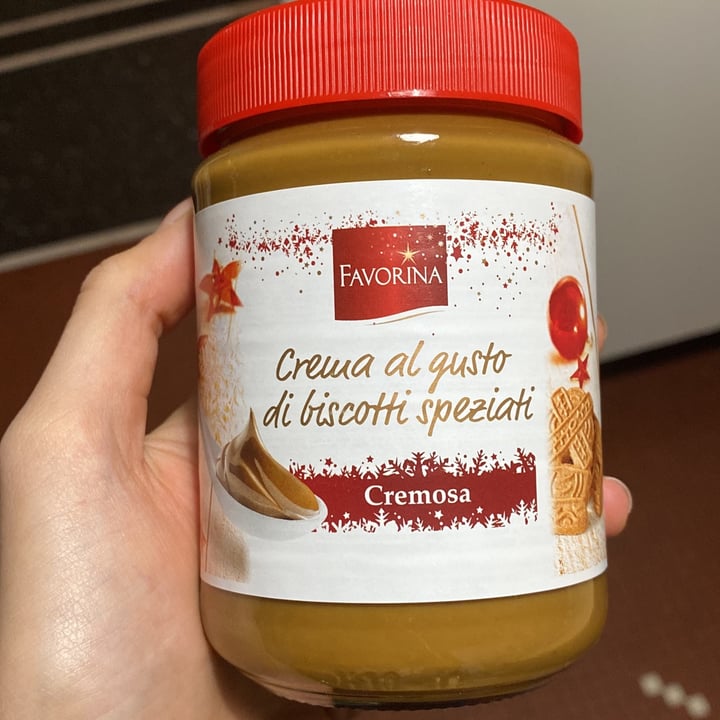 FAVORINA
Crema al gusto
di biscotti speziati
Cremosa